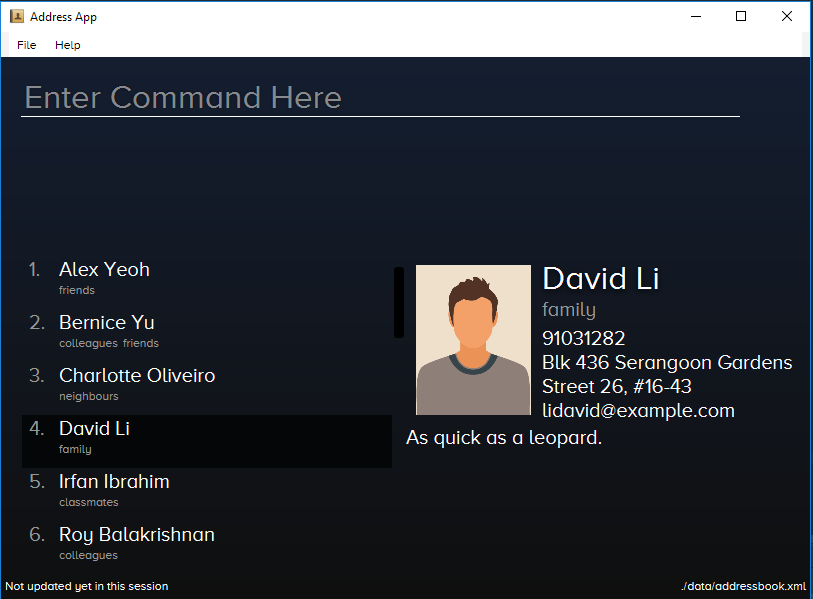 Address App
File Help
Enter Command Here
1. Alex Yeoh
friends
2. Bernice Yu
colleagues friends
3. Charlotte Oliveiro
neighbours
4. David Li
family
5. Irfan Ibrahim
classmates
6. Roy Balakrishnan
colleagues
David Li
family
91031282
Blk 436 Serangoon Gardens
Street 26, #16-43
lidavid@example.com
As quick as a leopard.
Not updated yet in this session
./data/addressbook.xml